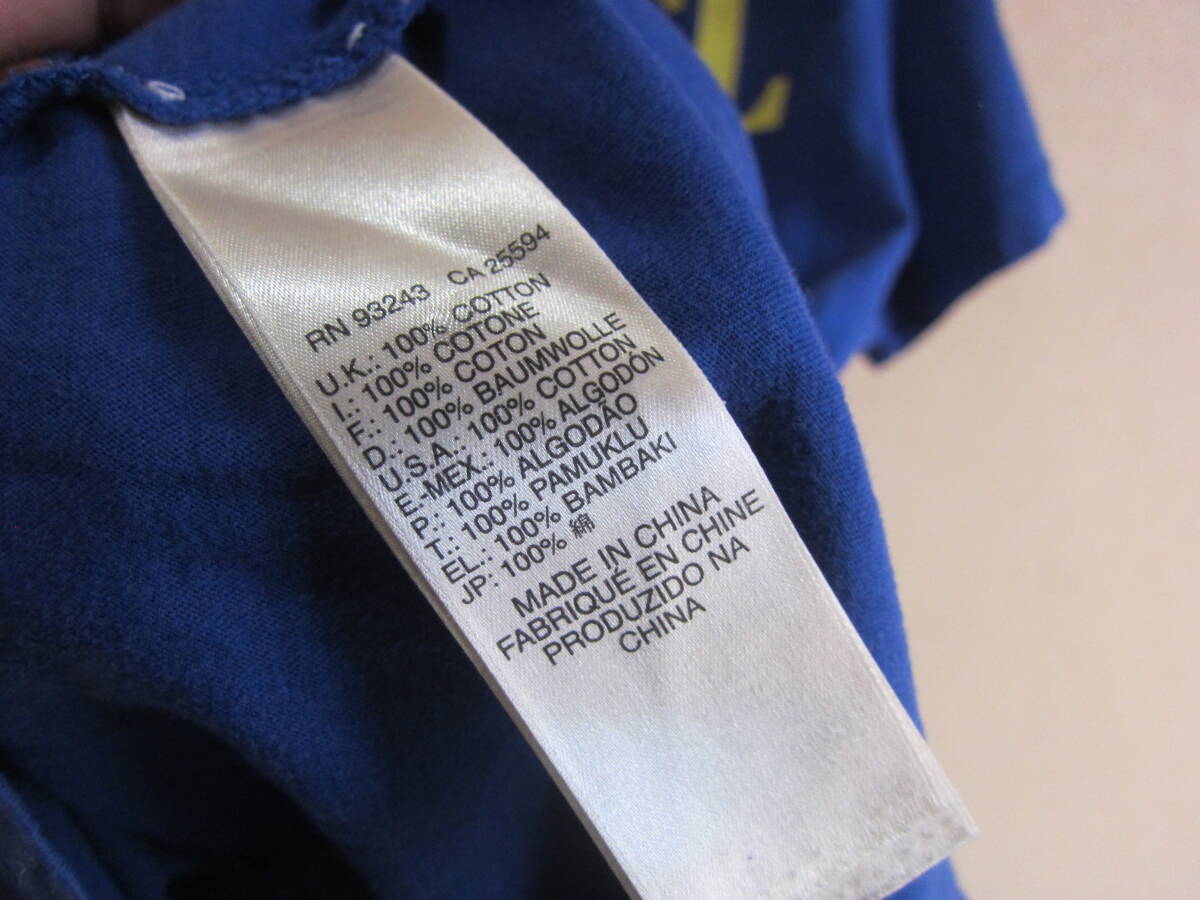 RN 93243 CA 25594
U.K.: 100% COTTON
I.: 100% COTONE
F.: 100% COTON
D.: 100% BAUMWOLLE
U.S.A.: 100% COTTON
E.-MEX.: 100% ALGODÓN
P.: 100% ALGODÃO
T.: 100% PAMUKLU
EL.: 100% BAMBAKI
JP: 100% 綿
MADE IN CHINA
FABRIQUÉ EN CHINE
PRODUZIDO NA
CHINA